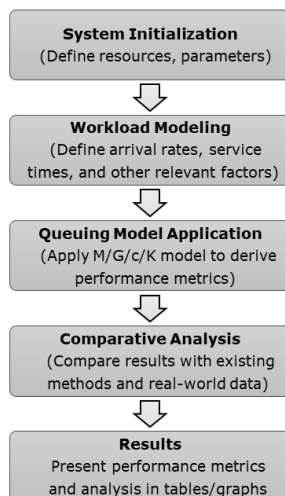 System Initialization
(Define resources, parameters)
Workload Modeling
(Define arrival rates, service
times, and other relevant factors)
Queuing Model Application
(Apply M/G/c/K model to derive
performance metrics)
Comparative Analysis
(Compare results with existing
methods and real-world data)
Results
Present performance metrics
and analysis in tables/graphs